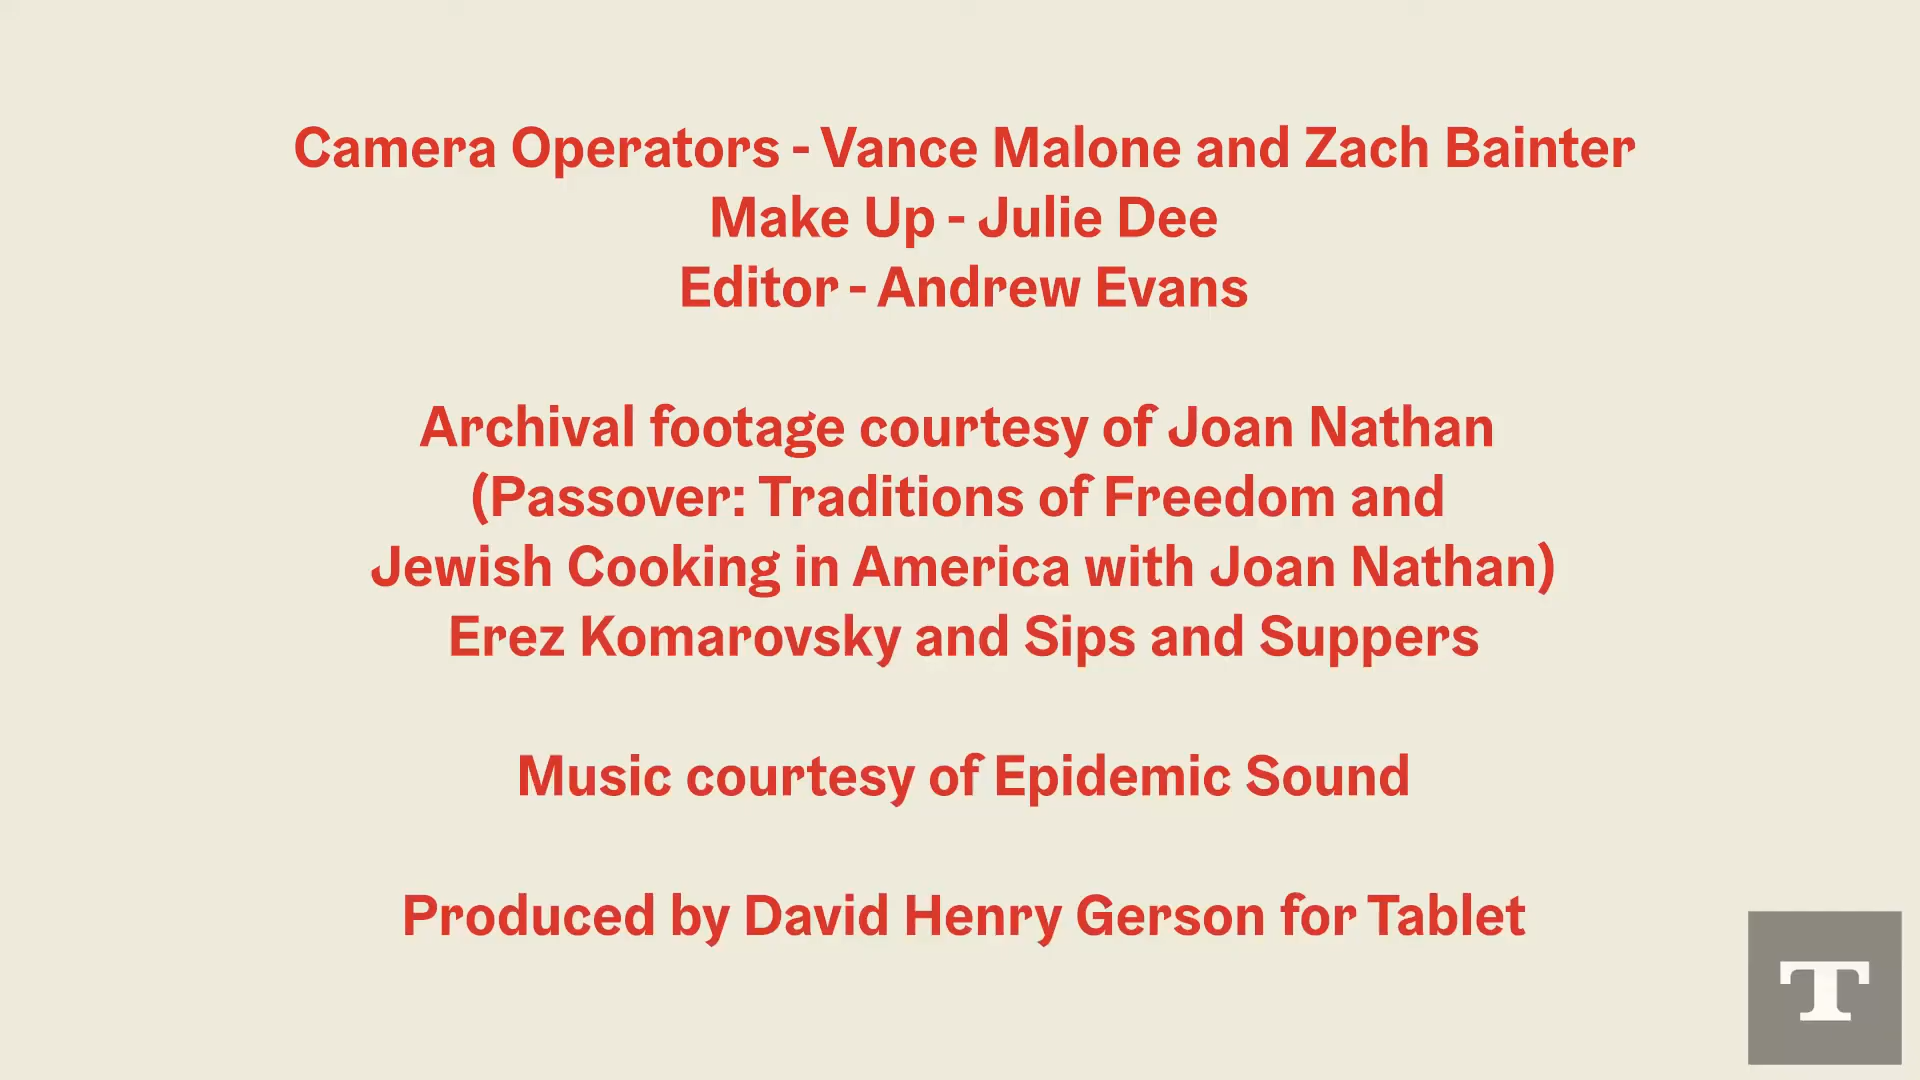 Camera Operators - Vance Malone and Zach Bainter
Make Up - Julie Dee
Editor - Andrew Evans
Archival footage courtesy of Joan Nathan
(Passover: Traditions of Freedom and
Jewish Cooking in America with Joan Nathan)
Erez Komarovsky and Sips and Suppers
Music courtesy of Epidemic Sound
Produced by David Henry Gerson for Tablet
T